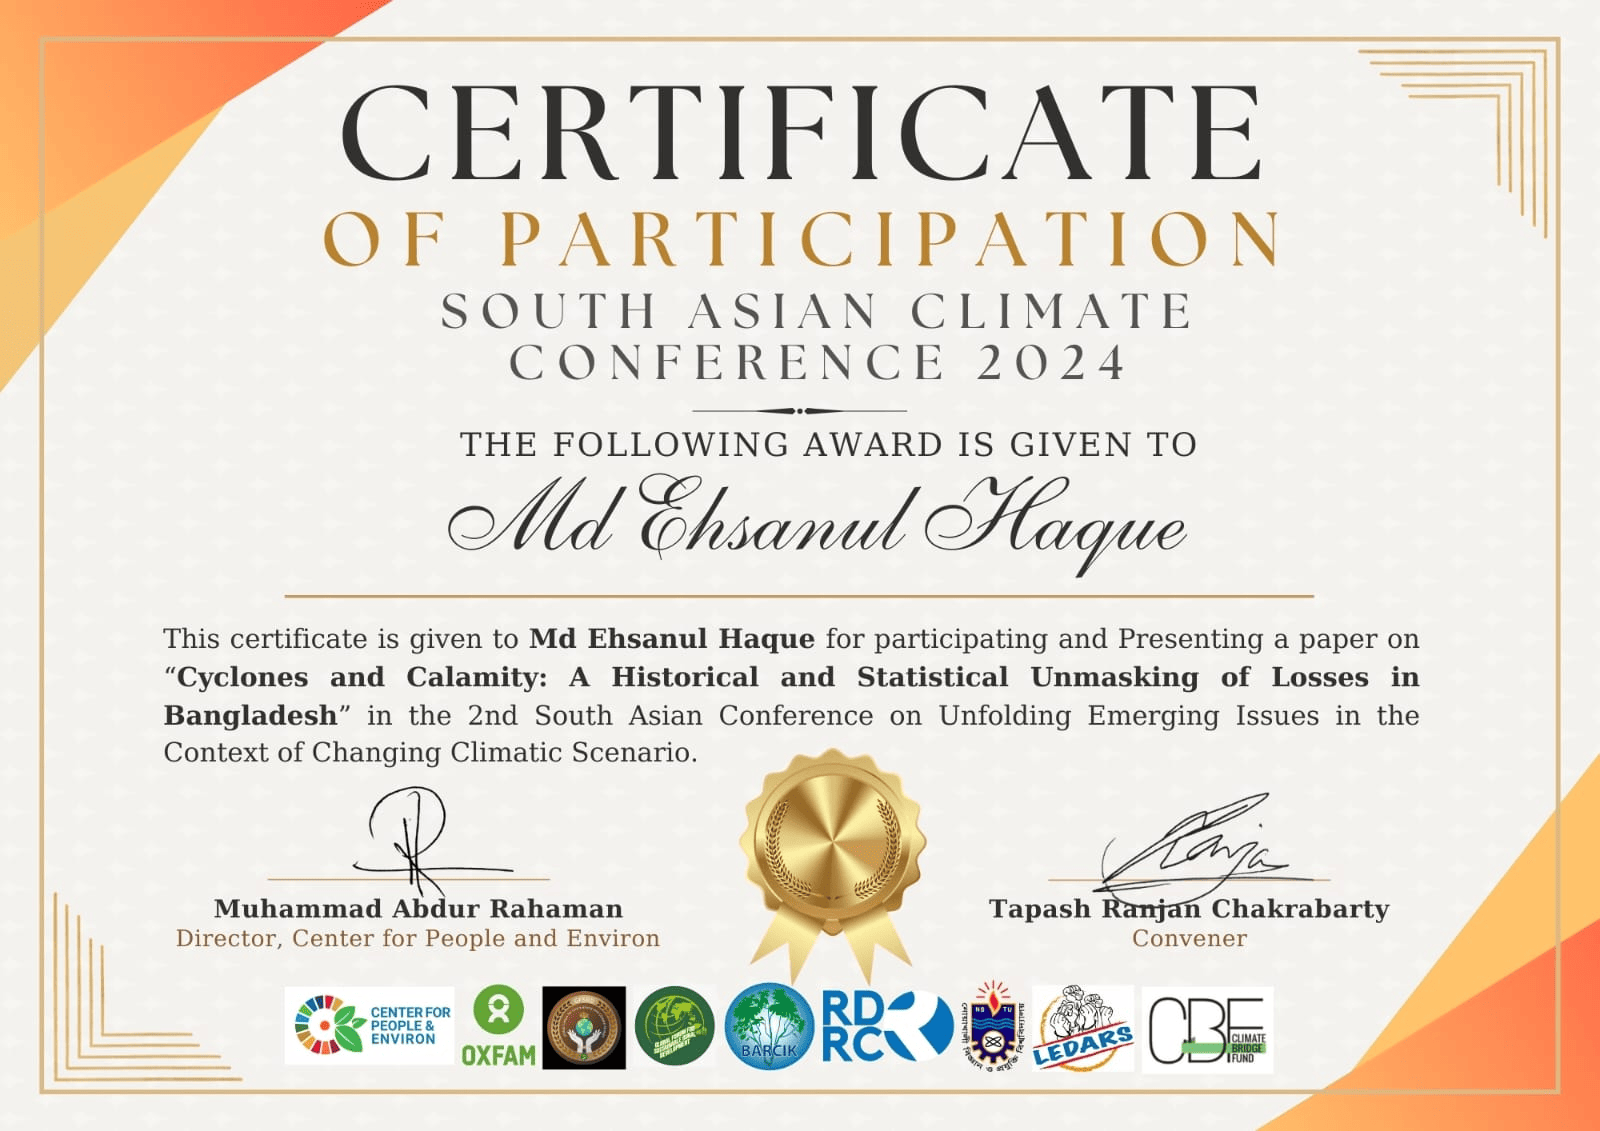 CERTIFICATE
OF PARTICIPATION
SOUTH ASIAN CLIMATE
CONFERENCE 2024
THE FOLLOWING AWARD IS GIVEN TO
Md Ehsanul Haque
This certificate is given to Md Ehsanul Haque for participating and Presenting a paper on
“Cyclones and Calamity: A Historical and Statistical Unmasking of Losses in
Bangladesh” in the 2nd South Asian Conference on Unfolding Emerging Issues in the
Context of Changing Climatic Scenario.
Muhammad Abdur Rahaman
Director, Center for People and Environ
Tapash Ranjan Chakrabarty
Convener
CENTER FOR
PEOPLE &
ENVIRON
OXFAM
BARCIK
RD
RC
NS TU
LEDARS
CBF
CLIMATE
BRIDGE
FUND